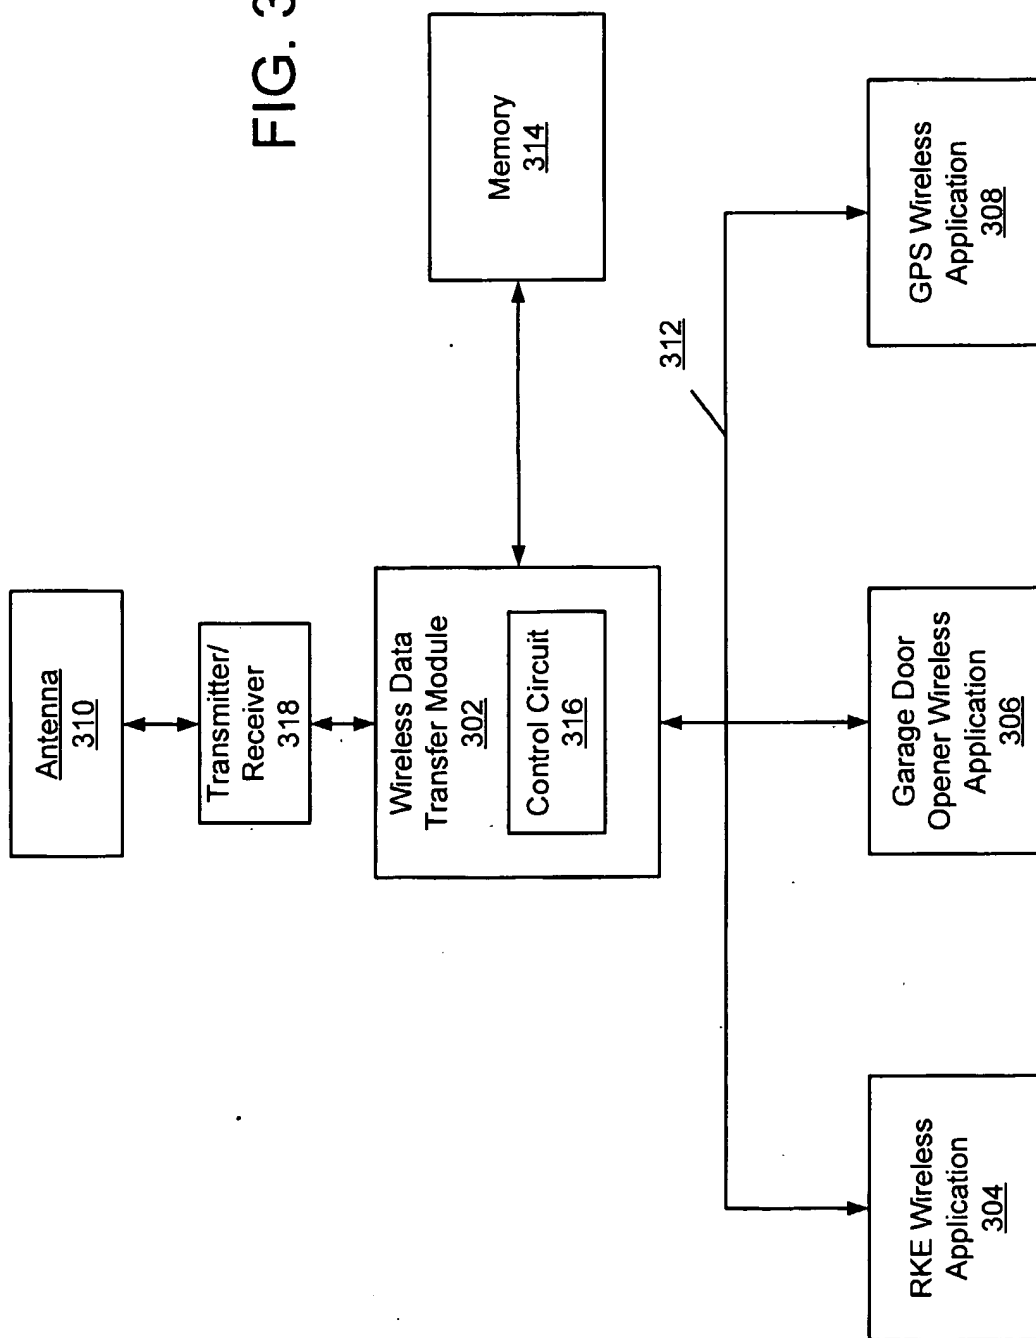 FIG. 3
Antenna
310
Transmitter/
Receiver
318
Wireless Data
Transfer Module
302
Control Circuit
316
Memory
314
312
RKE Wireless
Application
304
Garage Door
Opener Wireless
Application
306
GPS Wireless
Application
308